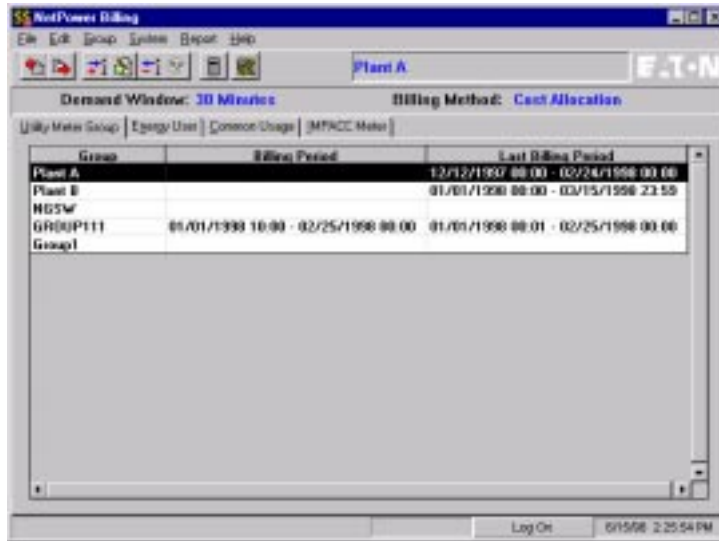 NetPower Billing
File Edit Group System Report Help
Plant A
E·T·N
Demand Window: 30 Minutes Billing Method: Cost Allocation
Utility Meter Group Energy User Common Usage IMPACC Meter
Group Billing Period Last Billing Period
Plant A 12/12/1997 00:00 - 02/24/1998 00:00
Plant B 01/01/1998 00:00 - 03/15/1998 23:59
NGSW
GROUP111 01/01/1998 10:00 - 02/25/1998 00:00 01/01/1998 00:01 - 02/25/1998 00:00
Group1
Log On 6/15/98 2:25:54 PM